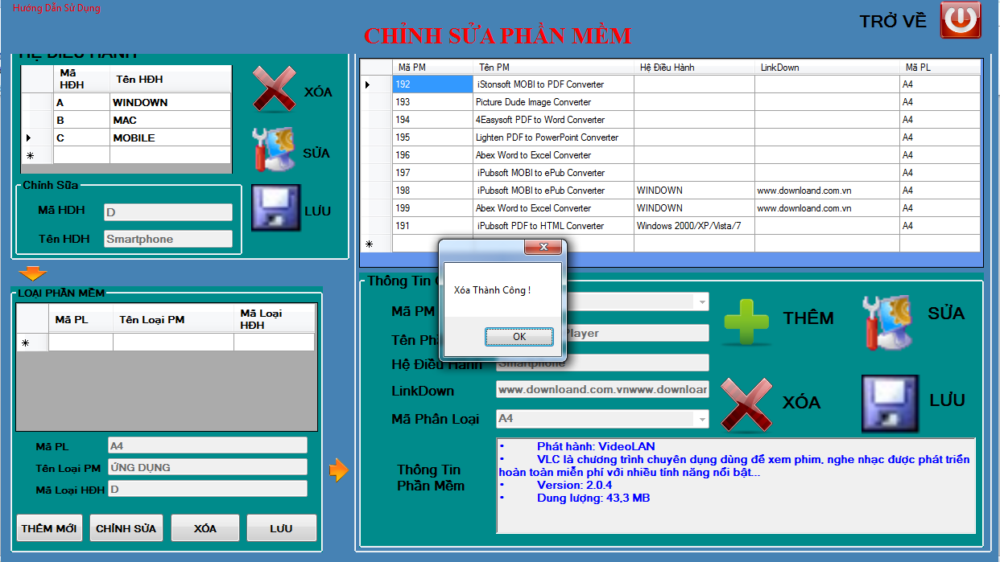 Hướng Dẫn Sử Dụng
CHỈNH SỬA PHẦN MỀM
TRỞ VỀ
HỆ ĐIỀU HÀNH
Mã HĐH Tên HĐH
A WINDOWN
B MAC
C MOBILE
XÓA
SỬA
LƯU
Chỉnh Sửa
Mã HDH D
Tên HDH Smartphone
LOẠI PHẦN MỀM
Mã PL Tên Loại PM Mã Loại HĐH
Mã PL A4
Tên Loại PM ỨNG DỤNG
Mã Loại HĐH D
THÊM MỚI CHỈNH SỬA XÓA LƯU
Mã PM Tên PM Hệ Điều Hành LinkDown Mã PL
192 iStonsoft MOBI to PDF Converter A4
193 Picture Dude Image Converter A4
194 4Easysoft PDF to Word Converter A4
195 Lighten PDF to PowerPoint Converter A4
196 Abex Word to Excel Converter A4
197 iPubsoft MOBI to ePub Converter A4
198 iPubsoft MOBI to ePub Converter WINDOWN www.downloand.com.vn A4
199 Abex Word to Excel Converter WINDOWN www.downloand.com.vn A4
191 iPubsoft PDF to HTML Converter Windows 2000/XP/Vista/7 A4
Xóa Thành Công !
OK
Thông Tin
Mã PM
Tên Player
Hệ Điều Hành Smartphone
LinkDown www.downloand.com.vnwww.downloar
Mã Phân Loại A4
THÊM
SỬA
XÓA
LƯU
Thông Tin
Phần Mềm
• Phát hành: VideoLAN
• VLC là chương trình chuyên dụng dùng để xem phim, nghe nhạc được phát triển
hoàn toàn miễn phí với nhiều tính năng nổi bật...
• Version: 2.0.4
• Dung lượng: 43,3 MB